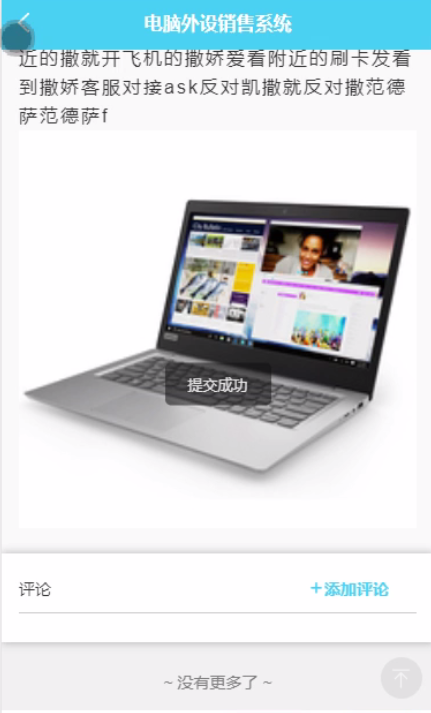 电脑外设销售系统
近的撒就开飞机的撒娇爱看附近的刷卡发看
到撒娇客服对接ask反对凯撒就反对撒范德
萨范德萨f
提交成功
评论
+添加评论
~ 没有更多了 ~